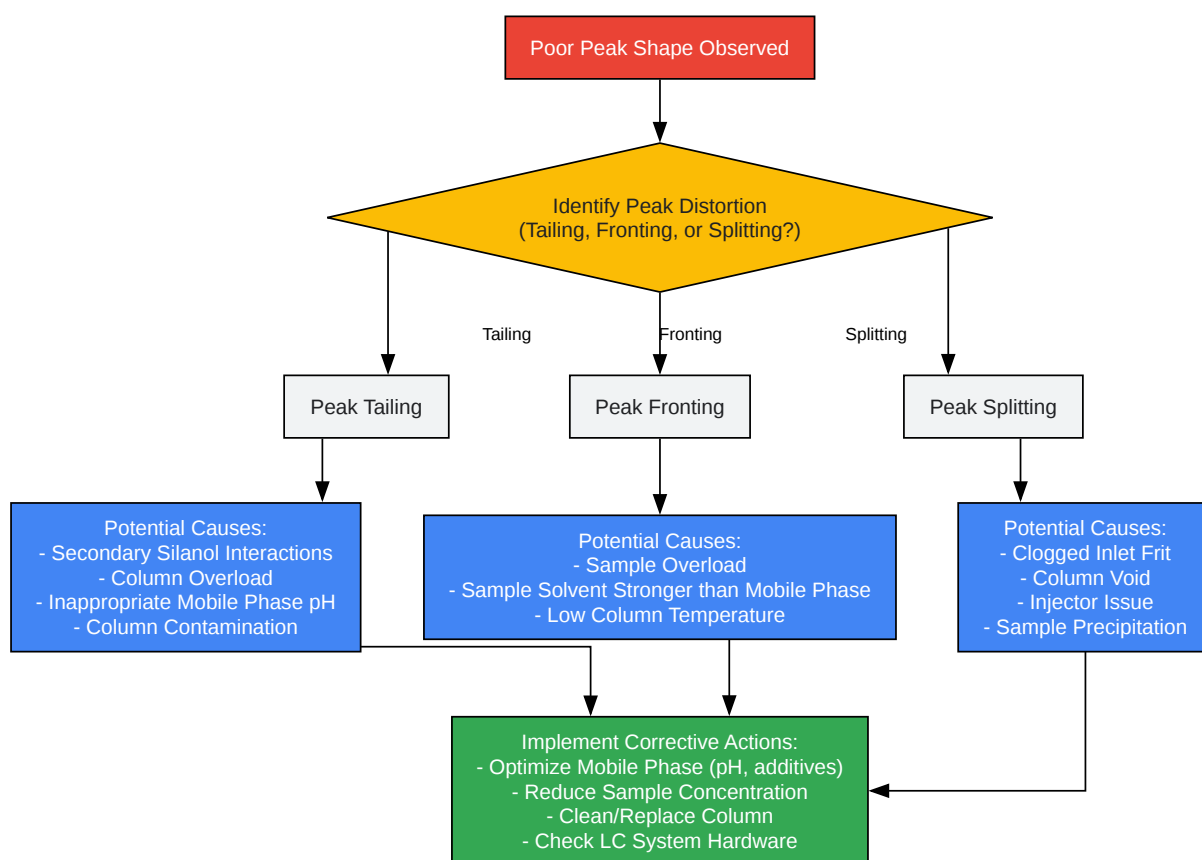 Poor Peak Shape Observed
Identify Peak Distortion
(Tailing, Fronting, or Splitting?)
Tailing
Fronting
Splitting
Peak Tailing
Peak Fronting
Peak Splitting
Potential Causes:
- Secondary Silanol Interactions
- Column Overload
- Inappropriate Mobile Phase pH
- Column Contamination
Potential Causes:
- Sample Overload
- Sample Solvent Stronger than Mobile Phase
- Low Column Temperature
Potential Causes:
- Clogged Inlet Frit
- Column Void
- Injector Issue
- Sample Precipitation
Implement Corrective Actions:
- Optimize Mobile Phase (pH, additives)
- Reduce Sample Concentration
- Clean/Replace Column
- Check LC System Hardware